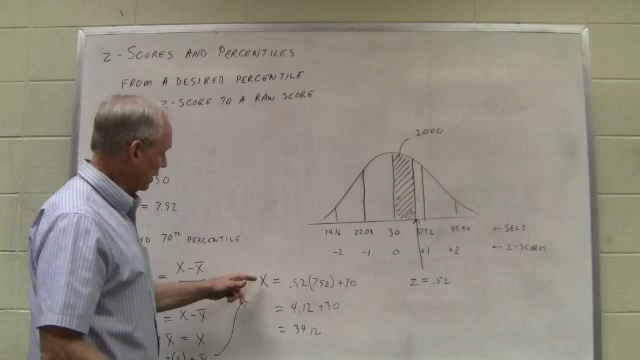 Z-SCORES AND PERCENTILES
FROM A DESIRED PERCENTILE
Z-SCORE TO A RAW SCORE
30
= 7.92
70TH PERCENTILE
= X - X̄
= X - X̄
X̄ = X
X = .52(7.92) + 30
= 4.12 + 30
= 34.12
.2000
14.16 22.08 30 37.92 ← SECS
-2 -1 0 +1 +2 ← Z-SCORES
Z = .52